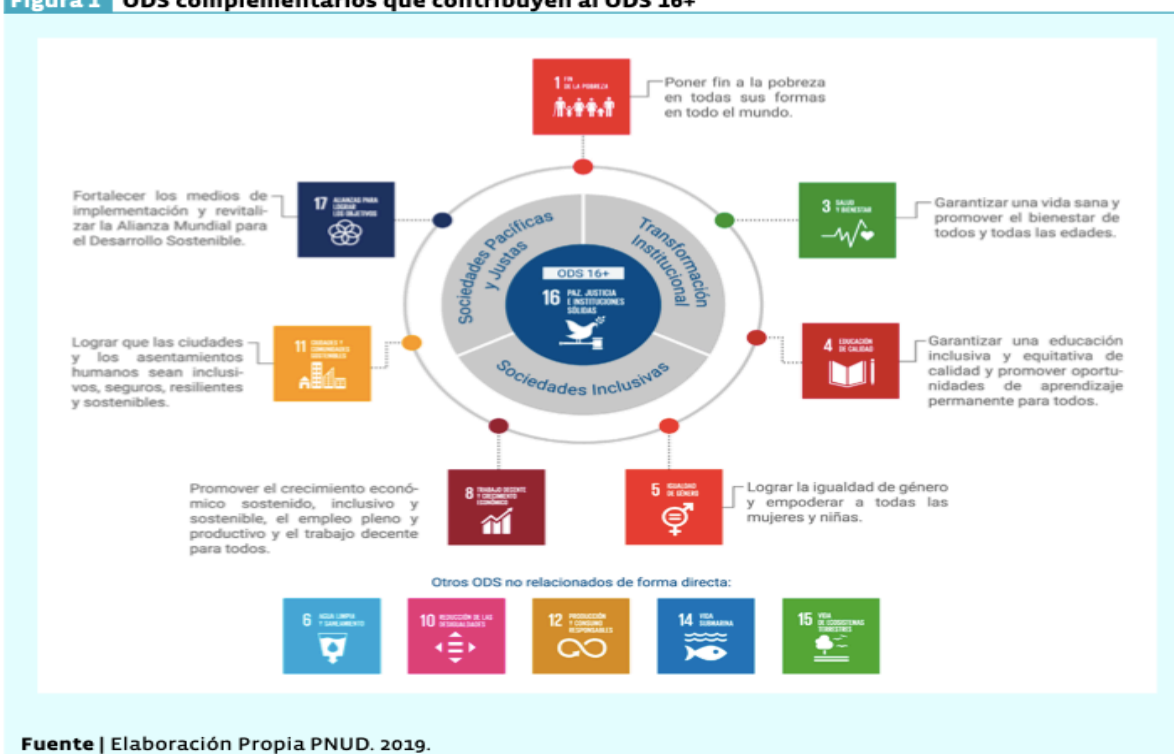 Figura 1 ODS complementarios que contribuyen al ODS 16+
1 FIN
DE LA POBREZA
Poner fin a la pobreza
en todas sus formas
en todo el mundo.
Fortalecer los medios de
implementación y revitali-
zar la Alianza Mundial para
el Desarrollo Sostenible.
17 ALIANZAS PARA
LOGRAR
LOS OBJETIVOS
3 SALUD
Y BIENESTAR
Garantizar una vida sana y
promover el bienestar de
todos y todas las edades.
Sociedades Pacíficas
y Justas
Transformación
Institucional
ODS 16+
16 PAZ, JUSTICIA
E INSTITUCIONES
SÓLIDAS
Sociedades Inclusivas
Lograr que las ciudades
y los asentamientos
humanos sean inclusi-
vos, seguros, resilientes
y sostenibles.
11 CIUDADES Y
COMUNIDADES
SOSTENIBLES
4 EDUCACIÓN
DE CALIDAD
Garantizar una educación
inclusiva y equitativa de
calidad y promover oportu-
nidades de aprendizaje
permanente para todos.
Promover el crecimiento econó-
mico sostenido, inclusivo y
sostenible, el empleo pleno y
productivo y el trabajo decente
para todos.
8 TRABAJO DECENTE
Y CRECIMIENTO
ECONÓMICO
5 IGUALDAD
DE GÉNERO
Lograr la igualdad de género
y empoderar a todas las
mujeres y niñas.
Otros ODS no relacionados de forma directa:
6 AGUA LIMPIA
Y SANEAMIENTO
10 REDUCCIÓN DE LAS
DESIGUALDADES
12 PRODUCCIÓN
Y CONSUMO
RESPONSABLES
14 VIDA
SUBMARINA
15 VIDA
DE ECOSISTEMAS
TERRESTRES
Fuente | Elaboración Propia PNUD. 2019.